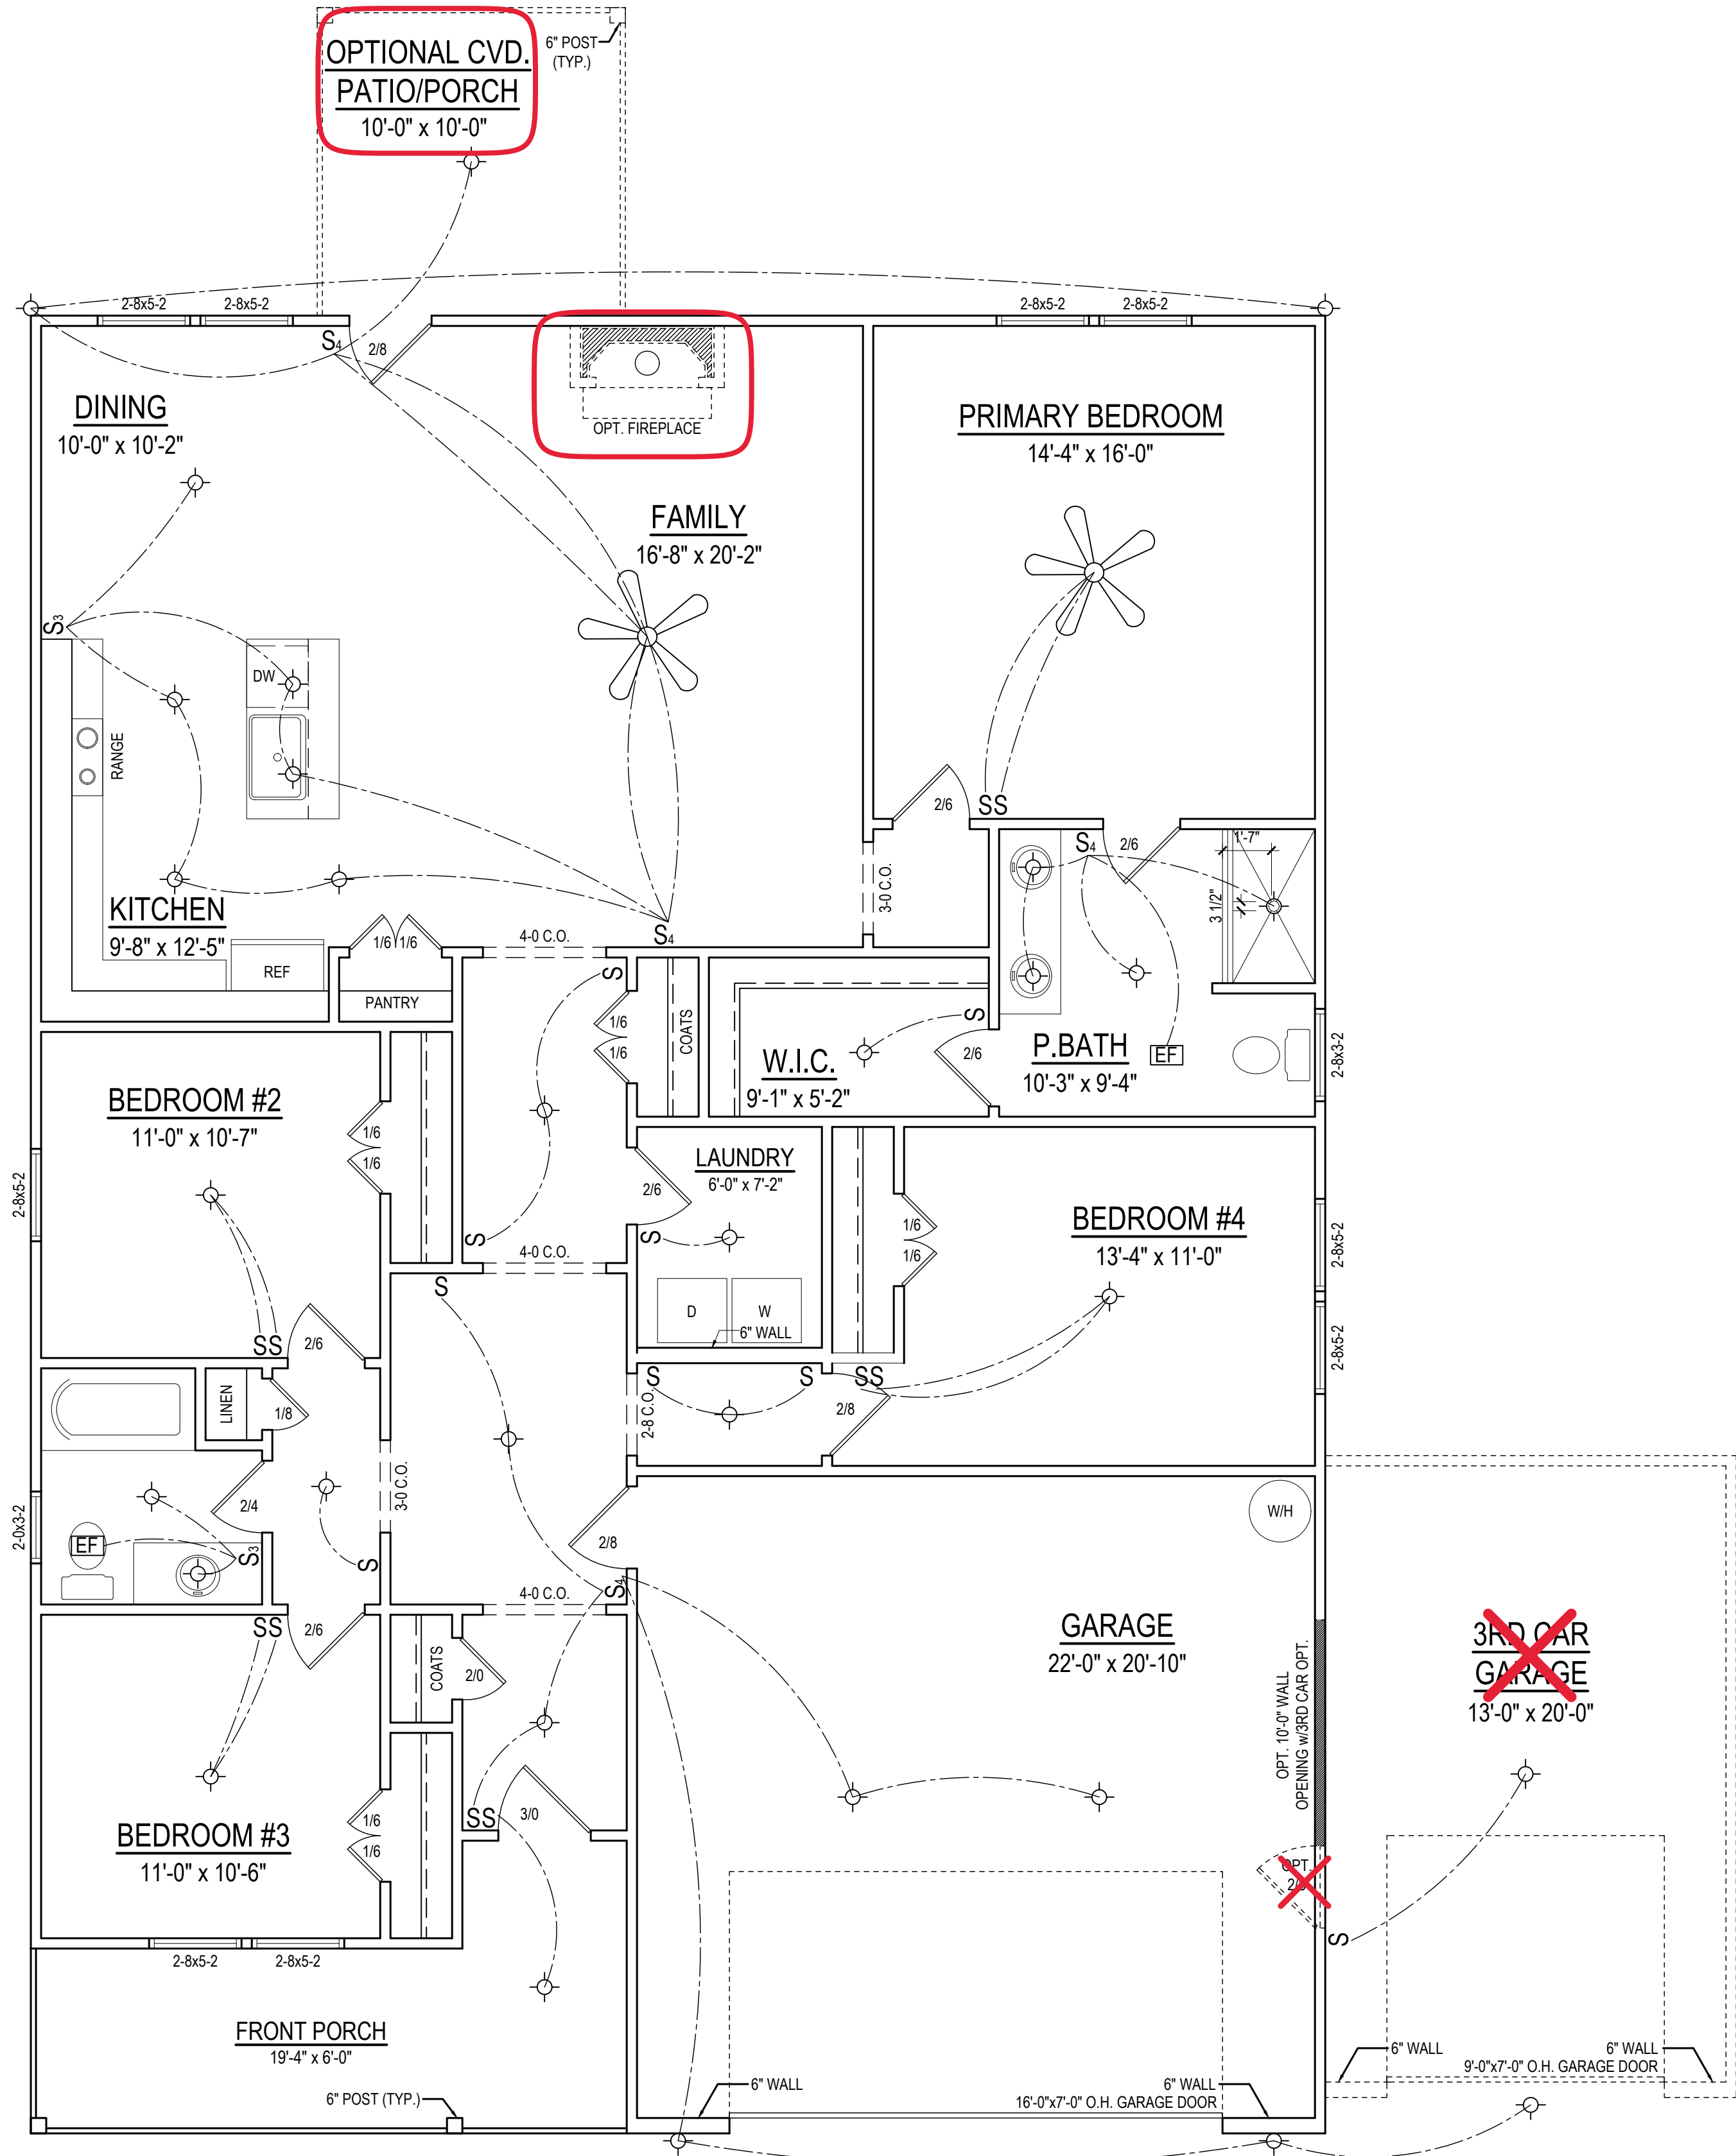 OPTIONAL CVD.
PATIO/PORCH
10'-0" x 10'-0"
6" POST
(TYP.)
2-8x5-2
2-8x5-2
2-8x5-2
2-8x5-2
S4
2/8
DINING
10'-0" x 10'-2"
OPT. FIREPLACE
PRIMARY BEDROOM
14'-4" x 16'-0"
FAMILY
16'-8" x 20'-2"
S3
DW
RANGE
2/6
SS
S4
2/6
1'-7"
3 1/2"
3-0 C.O.
KITCHEN
9'-8" x 12'-5"
REF
1/6
1/6
PANTRY
4-0 C.O.
S4
S
1/6
1/6
COATS
S
W.I.C.
9'-1" x 5'-2"
2/6
P.BATH
10'-3" x 9'-4"
EF
2-8x3-2
BEDROOM #2
11'-0" x 10'-7"
1/6
1/6
2-8x5-2
LAUNDRY
6'-0" x 7'-2"
2/6
S
S
4-0 C.O.
S
D
W
6" WALL
1/6
1/6
BEDROOM #4
13'-4" x 11'-0"
2-8x5-2
2-8x5-2
SS
2/6
LINEN
1/8
S
S
SS
2-8 C.O.
2/8
3-0 C.O.
2/4
2-0x3-2
EF
S3
S
2/8
W/H
SS
2/6
4-0 C.O.
S4
COATS
2/0
GARAGE
22'-0" x 20'-10"
OPT. 10'-0" WALL
OPENING w/3RD CAR OPT.
3RD CAR
GARAGE
13'-0" x 20'-0"
BEDROOM #3
11'-0" x 10'-6"
1/6
1/6
SS
3/0
OPT.
S
2-8x5-2
2-8x5-2
FRONT PORCH
19'-4" x 6'-0"
6" POST (TYP.)
6" WALL
6" WALL
16'-0"x7'-0" O.H. GARAGE DOOR
6" WALL
6" WALL
9'-0"x7'-0" O.H. GARAGE DOOR